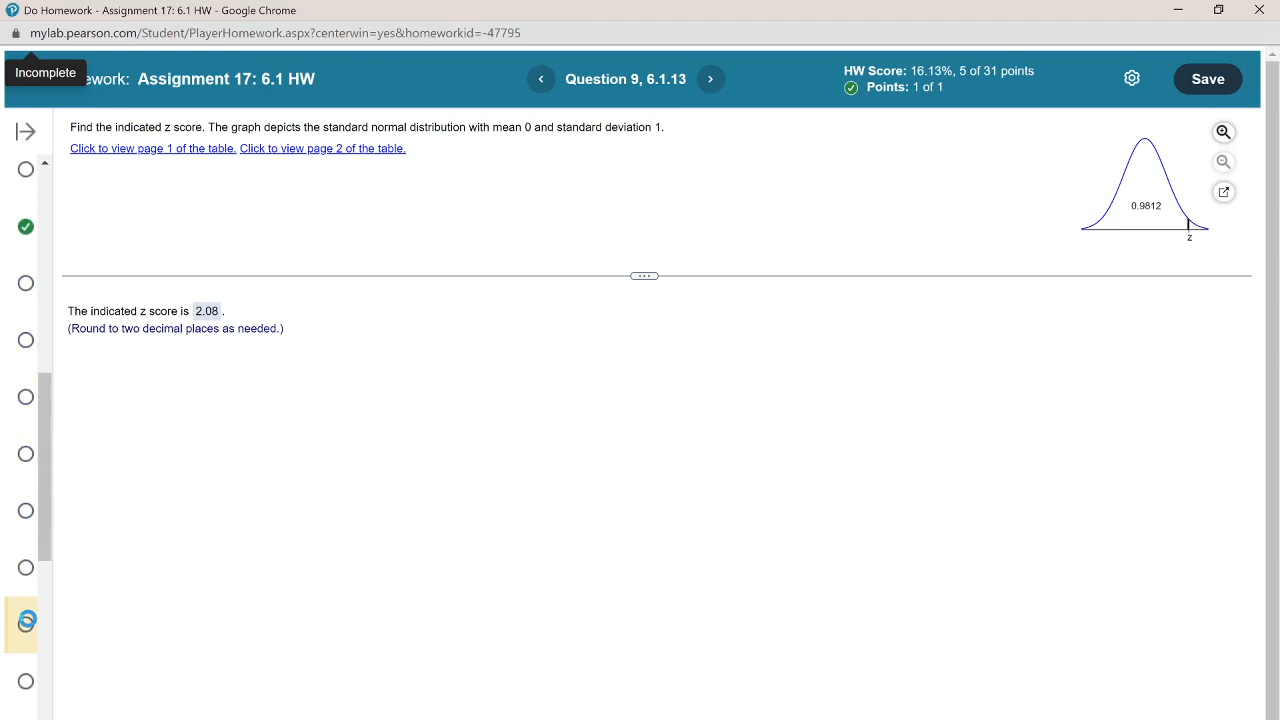 Do Homework - Assignment 17: 6.1 HW - Google Chrome
mylab.pearson.com/Student/PlayerHomework.aspx?centerwin=yes&homeworkid=-47795
Incomplete
ework: Assignment 17: 6.1 HW
Question 9, 6.1.13
HW Score: 16.13%, 5 of 31 points
Points: 1 of 1
Save
Find the indicated z score. The graph depicts the standard normal distribution with mean 0 and standard deviation 1.
Click to view page 1 of the table. Click to view page 2 of the table.
0.9812
z
The indicated z score is 2.08.
(Round to two decimal places as needed.)